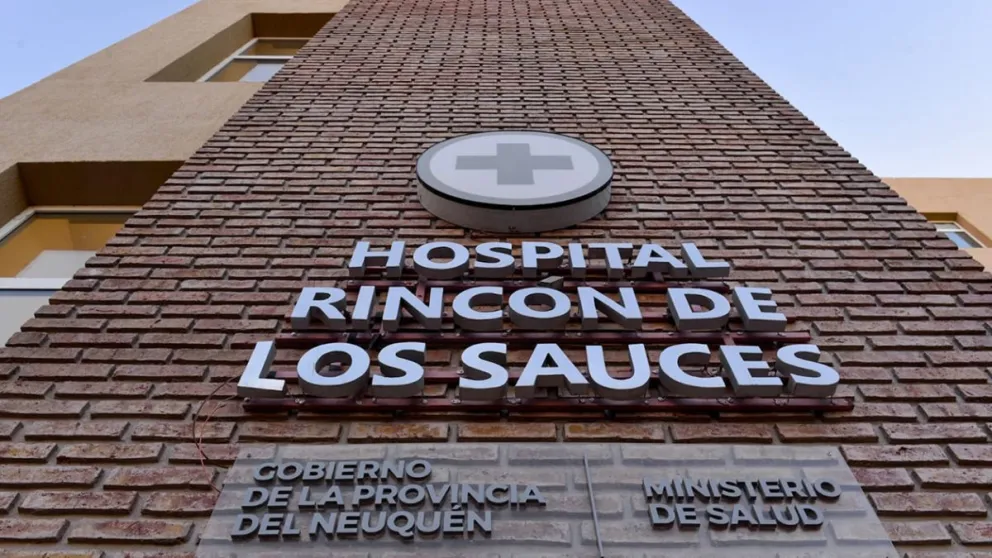 HOSPITAL
RINCÓN DE
LOS SAUCES
GOBIERNO
DE LA PROVINCIA
DEL NEUQUÉN
MINISTERIO
DE SALUD